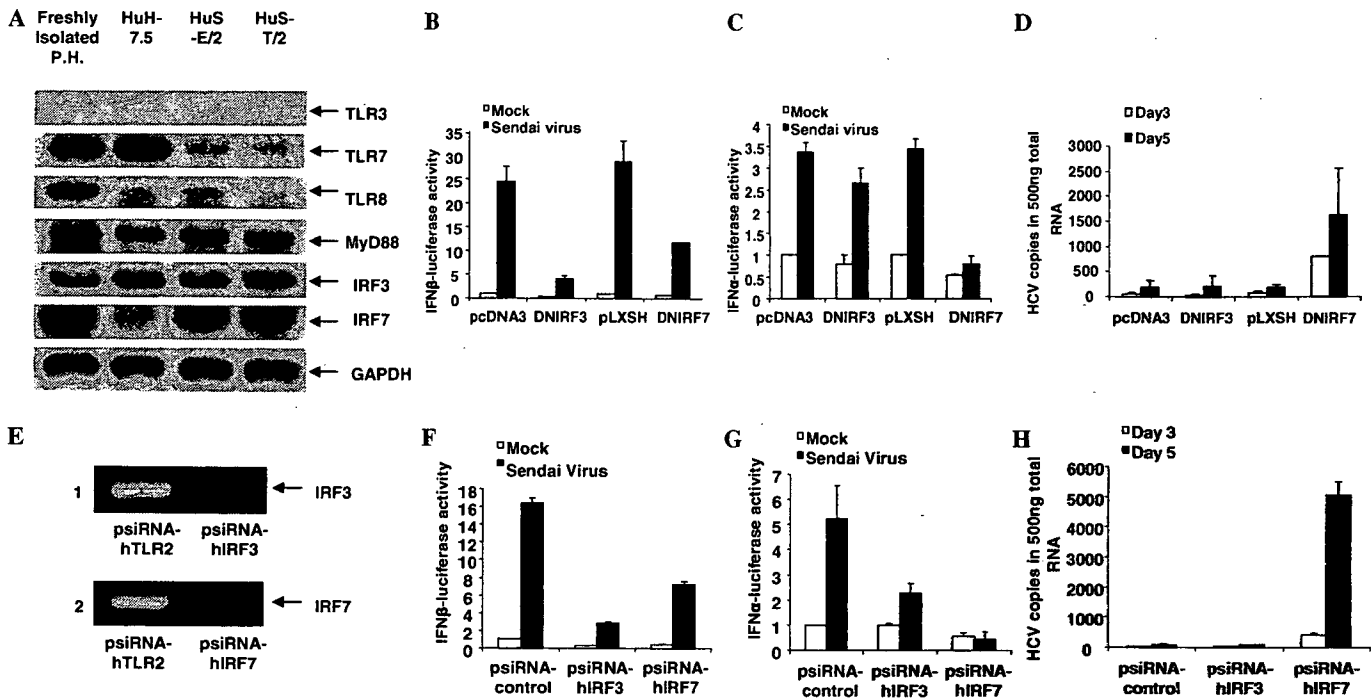 A
Freshly Isolated P.H.
HuH-7.5
HuS-E/2
HuS-T/2
TLR3
TLR7
TLR8
MyD88
IRF3
IRF7
GAPDH
B
Mock
Sendai virus
IFNβ-luciferase activity
35
30
25
20
15
10
5
0
pcDNA3 DNIRF3 pLXSH DNIRF7
C
Mock
Sendai virus
IFNα-luciferase activity
4
3.5
3
2.5
2
1.5
1
0.5
0
pcDNA3 DNIRF3 pLXSH DNIRF7
D
Day3
Day5
HCV copies in 500ng total RNA
3000
2500
2000
1500
1000
500
0
pcDNA3 DNIRF3 pLXSH DNIRF7
E
1
IRF3
psiRNA-hTLR2
psiRNA-hIRF3
2
IRF7
psiRNA-hTLR2
psiRNA-hIRF7
F
Mock
Sendai Virus
IFNβ-luciferase activity
18
16
14
12
10
8
6
4
2
0
psiRNA-control
psiRNA-hIRF3
psiRNA-hIRF7
G
Mock
Sendai Virus
IFNα-luciferase activity
7
6
5
4
3
2
1
0
psiRNA-control
psiRNA-hIRF3
psiRNA-hIRF7
H
Day 3
Day 5
HCV copies in 500ng total RNA
6000
5000
4000
3000
2000
1000
0
psiRNA-control
psiRNA-hIRF3
psiRNA-hIRF7